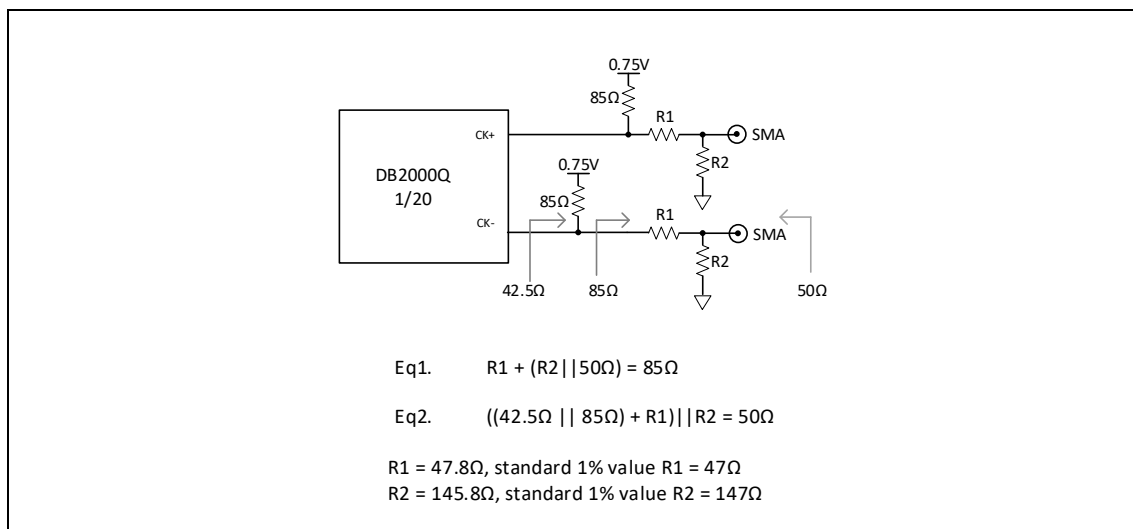 0.75V
85Ω
R1
CK+
SMA
R2
DB2000Q
1/20
0.75V
85Ω
R1
CK-
SMA
R2
42.5Ω
85Ω
50Ω
Eq1. R1 + (R2||50Ω) = 85Ω
Eq2. ((42.5Ω || 85Ω) + R1)||R2 = 50Ω
R1 = 47.8Ω, standard 1% value R1 = 47Ω
R2 = 145.8Ω, standard 1% value R2 = 147Ω